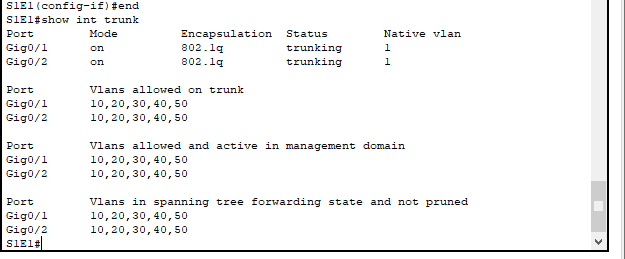 S1E1(config-if)#end
S1E1#show int trunk
Port Mode Encapsulation Status Native vlan
Gig0/1 on 802.1q trunking 1
Gig0/2 on 802.1q trunking 1
Port Vlans allowed on trunk
Gig0/1 10,20,30,40,50
Gig0/2 10,20,30,40,50
Port Vlans allowed and active in management domain
Gig0/1 10,20,30,40,50
Gig0/2 10,20,30,40,50
Port Vlans in spanning tree forwarding state and not pruned
Gig0/1 10,20,30,40,50
Gig0/2 10,20,30,40,50
S1E1#